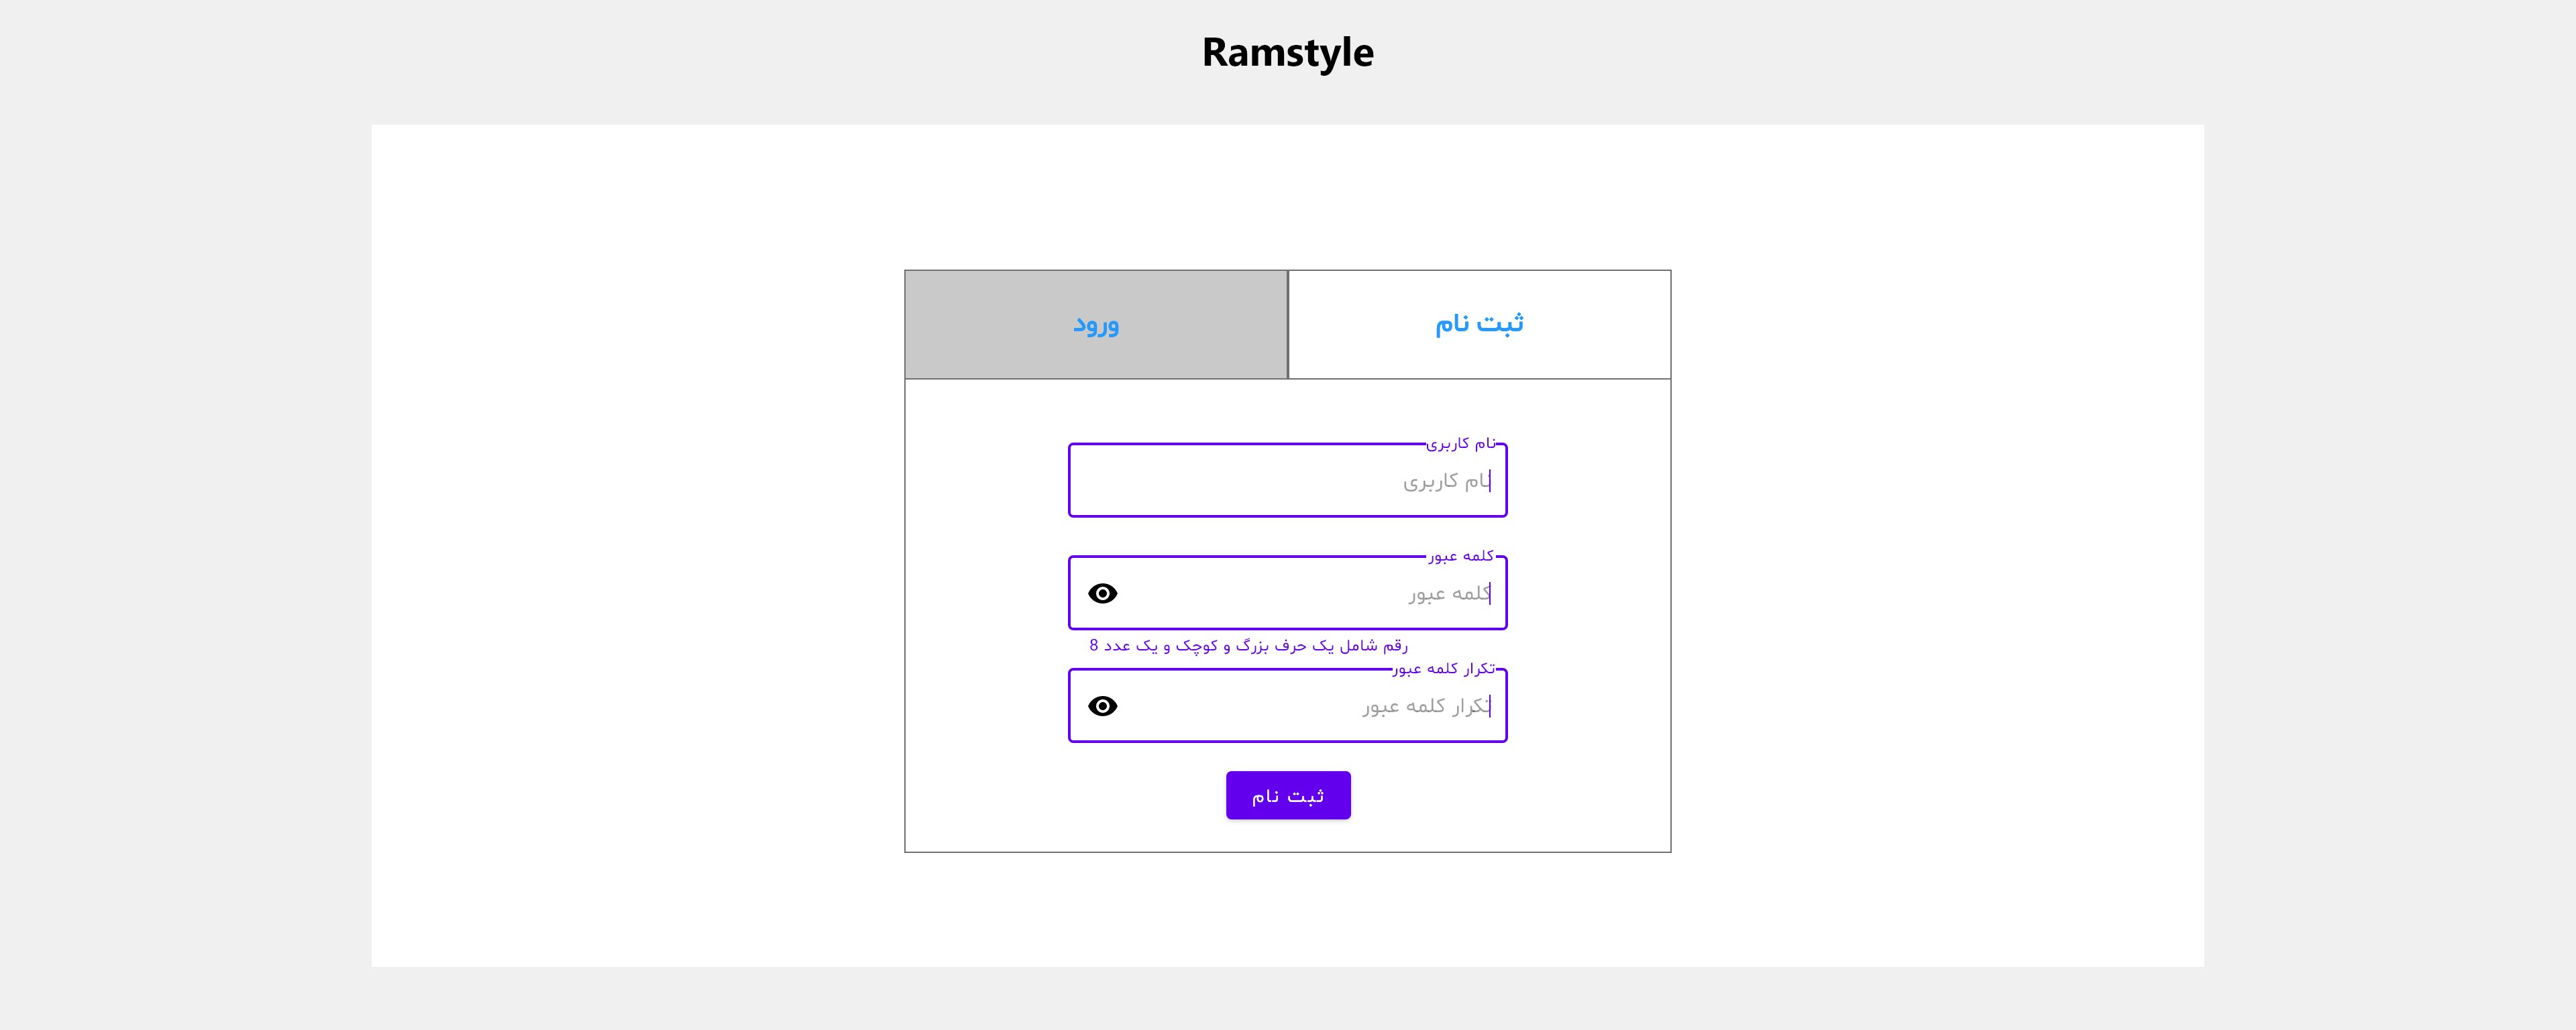 Ramstyle
ثبت نام
ورود
نام کاربری
نام کاربری
کلمه عبور
کلمه عبور
رقم شامل یک حرف بزرگ و کوچک و یک عدد 8
تکرار کلمه عبور
تکرار کلمه عبور
ثبت نام